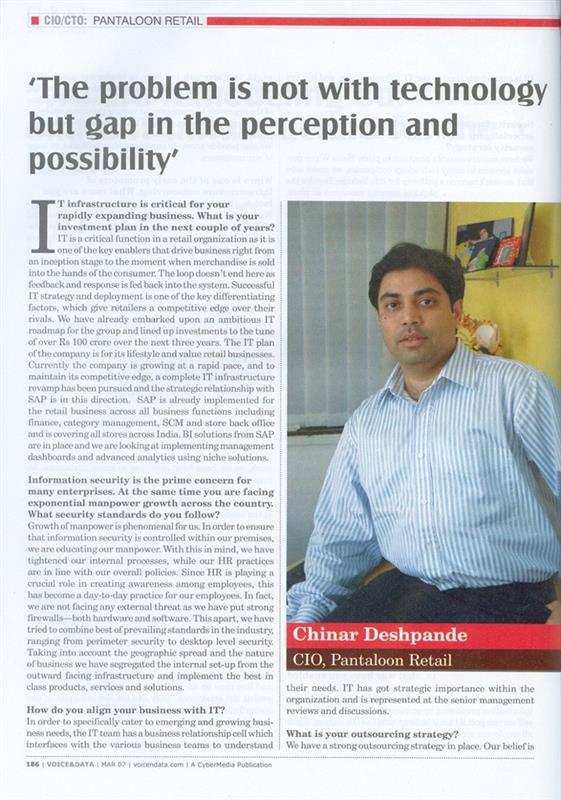 CIO/CTO: PANTALOON RETAIL
‘The problem is not with technology
but gap in the perception and
possibility’
IT infrastructure is critical for your
rapidly expanding business. What is your
investment plan in the next couple of years?
IT is a critical function in a retail organization as it is
one of the key enablers that drive business right from
an inception stage to the moment when merchandise is sold
into the hands of the consumer. The loop doesn't end here as
feedback and response is fed back into the system. Successful
IT strategy and deployment is one of the key differentiating
factors, which give retailers a competitive edge over their
rivals. We have already embarked upon an ambitious IT
roadmap for the group and lined up investments to the tune
of over Rs 100 crore over the next three years. The IT plan
of the company is for its lifestyle and value retail businesses.
Currently the company is growing at a rapid pace, and to
maintain its competitive edge, a complete IT infrastructure
revamp has been pursued and the strategic relationship with
SAP is in this direction. SAP is already implemented for
the retail business across all business functions including
finance, category management, SCM and store back office
and is covering all stores across India. BI solutions from SAP
are in place and we are looking at implementing management
dashboards and advanced analytics using niche solutions.
Information security is the prime concern for
many enterprises. At the same time you are facing
exponential manpower growth across the country.
What security standards do you follow?
Growth of manpower is phenomenal for us. In order to ensure
that information security is controlled within our premises,
we are educating our manpower. With this in mind, we have
tightened our internal processes, while our HR practices
are in line with our overall policies. Since HR is playing a
crucial role in creating awareness among employees, this
has become a day-to-day practice for our employees. In fact,
we are not facing any external threat as we have put strong
firewalls—both hardware and software. This apart, we have
tried to combine best of prevailing standards in the industry,
ranging from perimeter security to desktop level security.
Taking into account the geographic spread and the nature
of business we have segregated the internal set-up from the
outward facing infrastructure and implement the best in
class products, services and solutions.
How do you align your business with IT?
In order to specifically cater to emerging and growing busi-
ness needs, the IT team has a business relationship cell which
interfaces with the various business teams to understand
Chinar Deshpande
CIO, Pantaloon Retail
their needs. IT has got strategic importance within the
organization and is represented at the senior management
reviews and discussions.
What is your outsourcing strategy?
We have a strong outsourcing strategy in place. Our belief is
186 | VOICE&DATA | MAR 07 | voicendata.com | A CyberMedia Publication